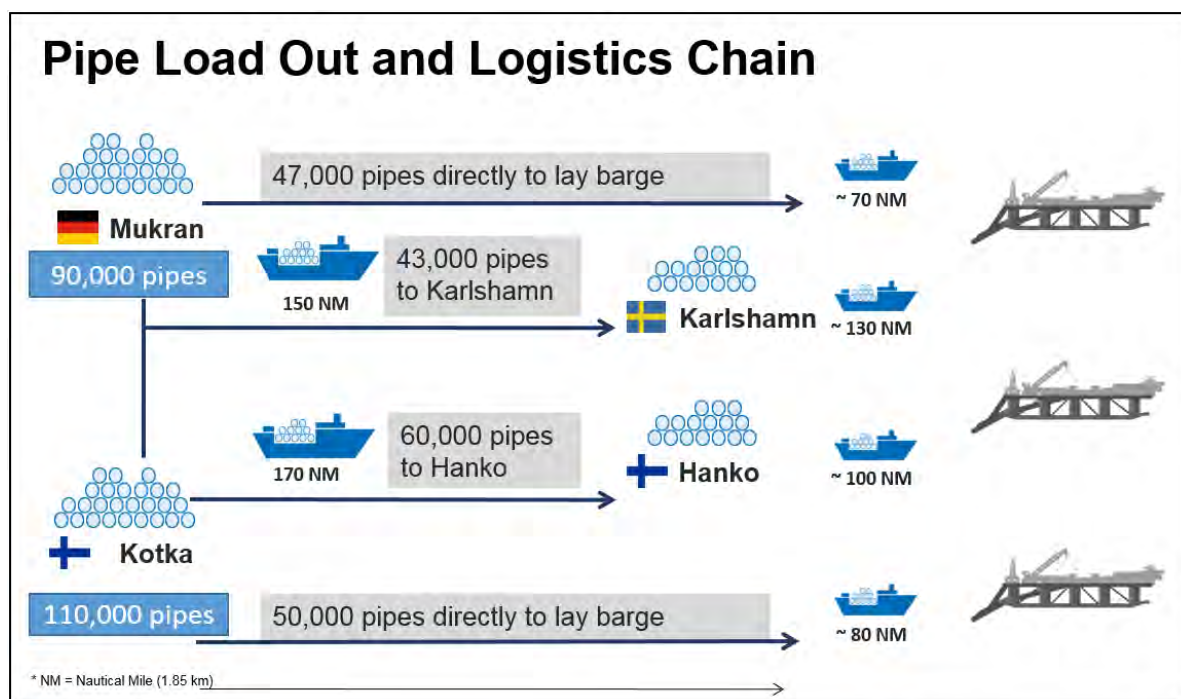 Pipe Load Out and Logistics Chain
47,000 pipes directly to lay barge
~ 70 NM
Mukran
90,000 pipes
150 NM
43,000 pipes
to Karlshamn
Karlshamn
~ 130 NM
170 NM
60,000 pipes
to Hanko
Hanko
~ 100 NM
Kotka
110,000 pipes
50,000 pipes directly to lay barge
~ 80 NM
* NM = Nautical Mile (1.85 km)